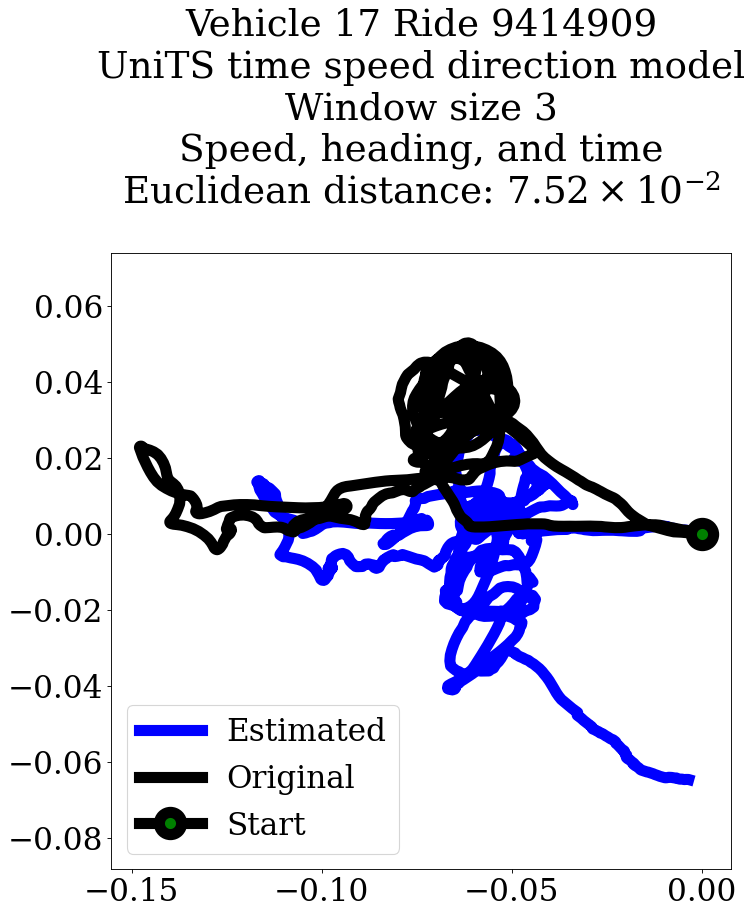 Vehicle 17 Ride 9414909
UniTS time speed direction model
Window size 3
Speed, heading, and time
Euclidean distance: 7.52 × 10⁻²
0.06
0.04
0.02
0.00
−0.02
−0.04
−0.06
−0.08
Estimated
Original
Start
−0.15
−0.10
−0.05
0.00